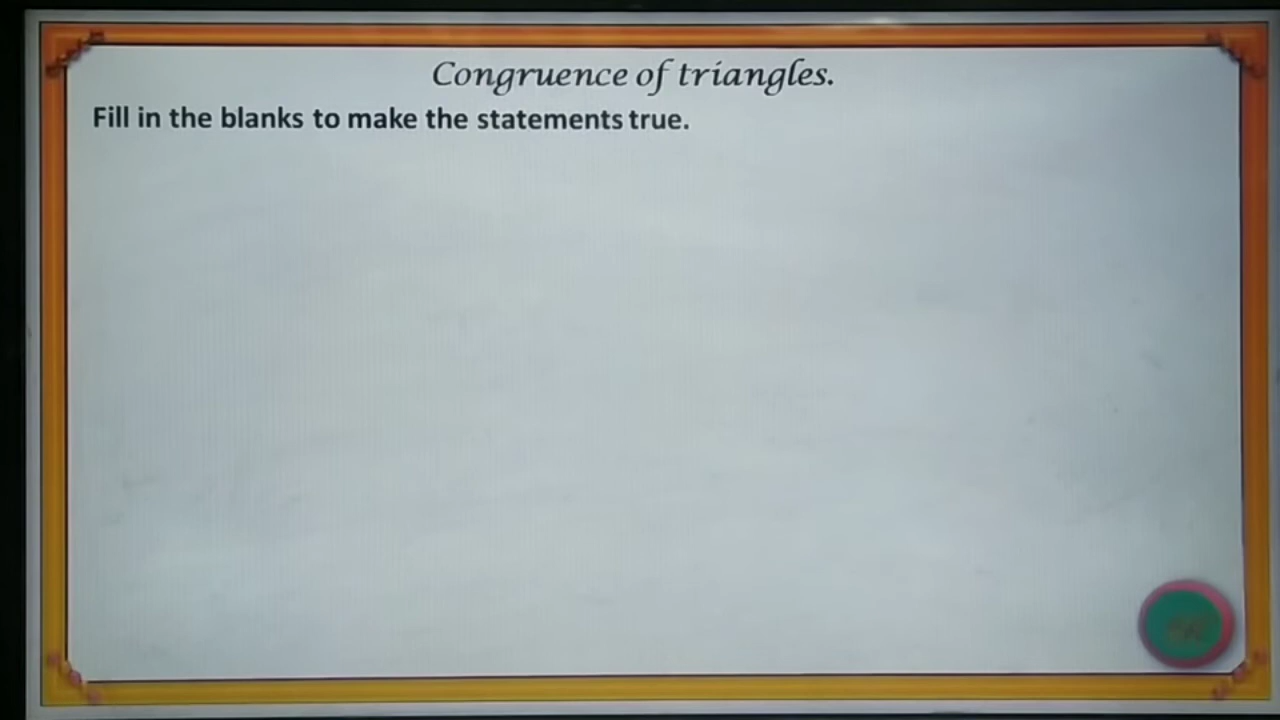 Congruence of triangles.
Fill in the blanks to make the statements true.